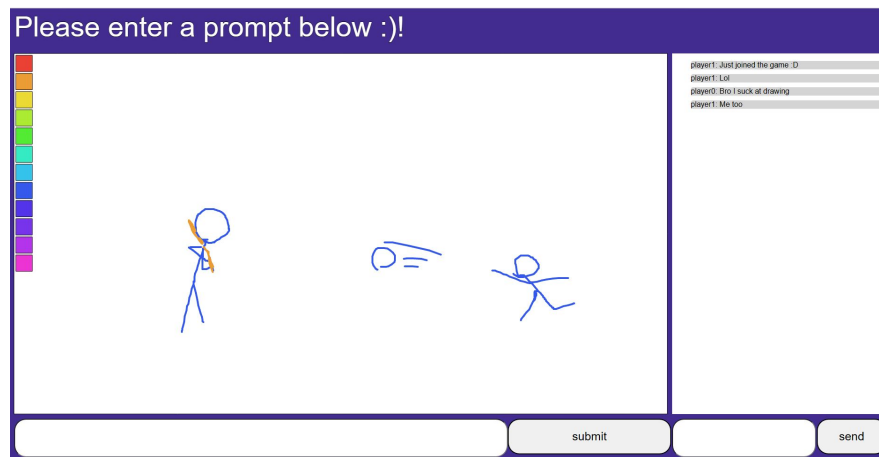 Please enter a prompt below :)!
player1: Just joined the game :D
player1: Lol
player0: Bro I suck at drawing
player1: Me too
submit
send